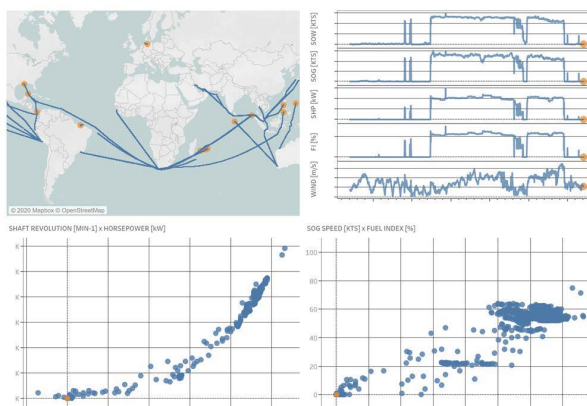 © 2020 Mapbox © OpenStreetMap
SOW [KTS]
SOG [KTS]
SHP [kW]
FI [%]
WIND [m/s]
SHAFT REVOLUTION [MIN-1] x HORSEPOWER [kW]
K
K
K
K
K
K
K
SOG SPEED [KTS] x FUEL INDEX [%]
100
80
60
40
20
0